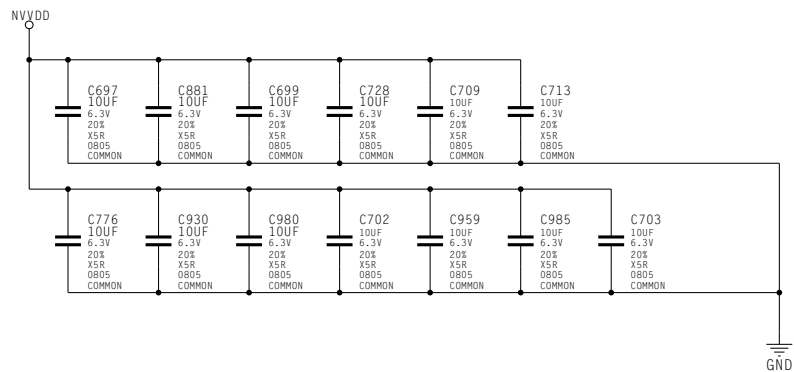 NVVDD
C697 C881 C699 C728 C709 C713
10UF 10UF 10UF 10UF 10UF 10UF
6.3V 6.3V 6.3V 6.3V 6.3V 6.3V
20% 20% 20% 20% 20% 20%
X5R X5R X5R X5R X5R X5R
0805 0805 0805 0805 0805 0805
COMMON COMMON COMMON COMMON COMMON COMMON
C776 C930 C980 C702 C959 C985 C703
10UF 10UF 10UF 10UF 10UF 10UF 10UF
6.3V 6.3V 6.3V 6.3V 6.3V 6.3V 6.3V
20% 20% 20% 20% 20% 20% 20%
X5R X5R X5R X5R X5R X5R X5R
0805 0805 0805 0805 0805 0805 0805
COMMON COMMON COMMON COMMON COMMON COMMON COMMON
GND